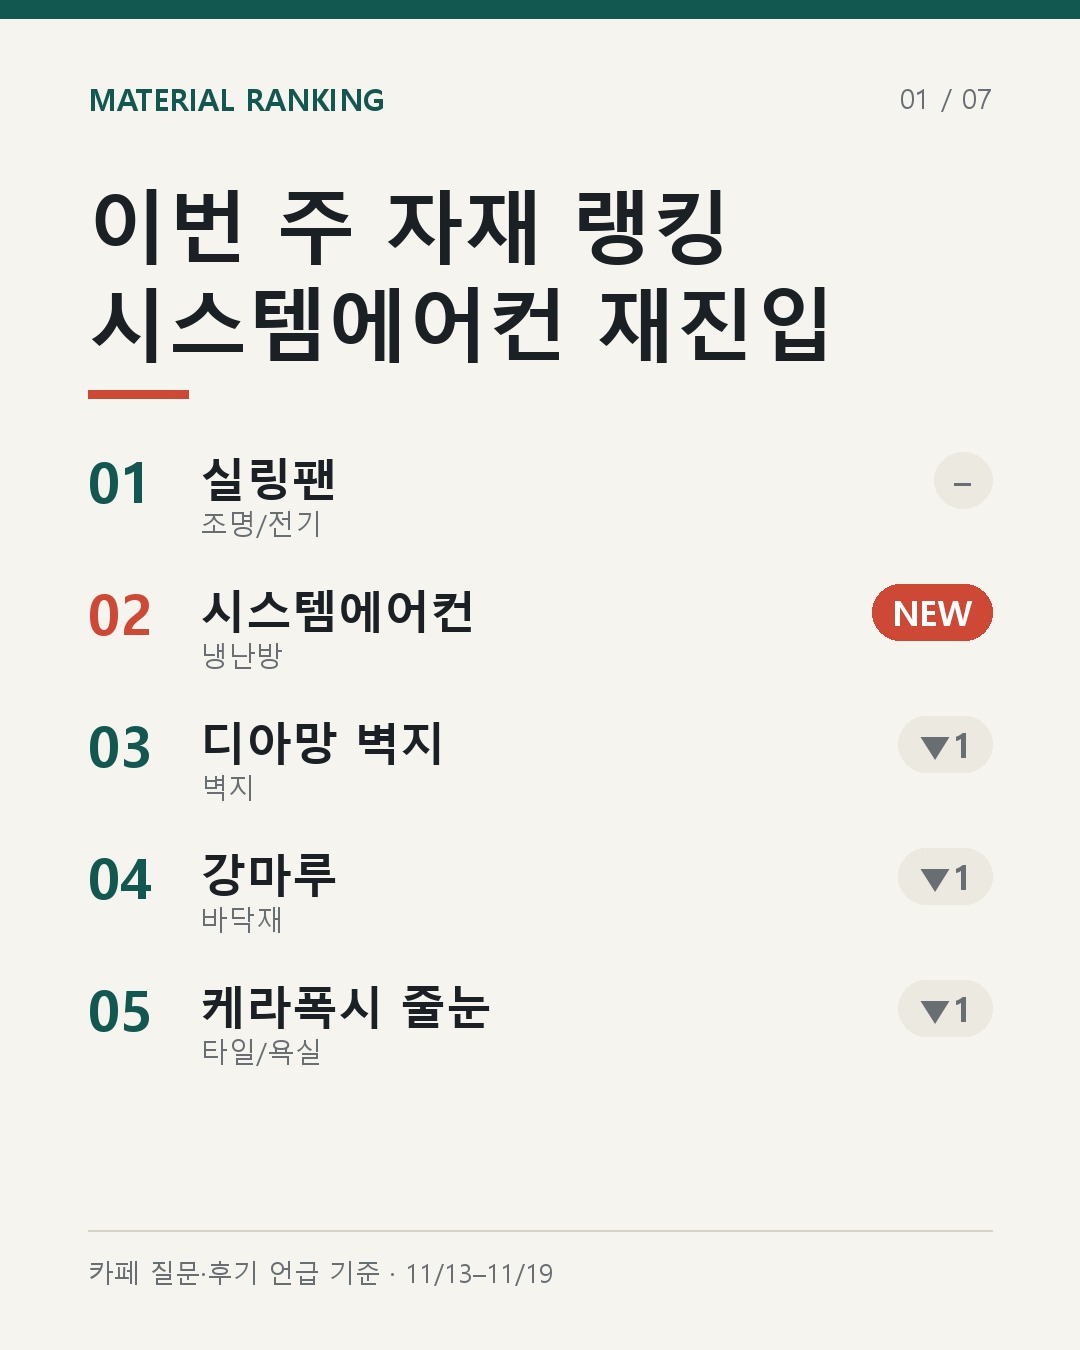 MATERIAL RANKING
01 / 07
이번 주 자재 랭킹
시스템에어컨 재진입
01 실링팬 –
조명/전기
02 시스템에어컨 NEW
냉난방
03 디아망 벽지 ▼1
벽지
04 강마루 ▼1
바닥재
05 케라폭시 줄눈 ▼1
타일/욕실
카페 질문·후기 언급 기준 · 11/13–11/19